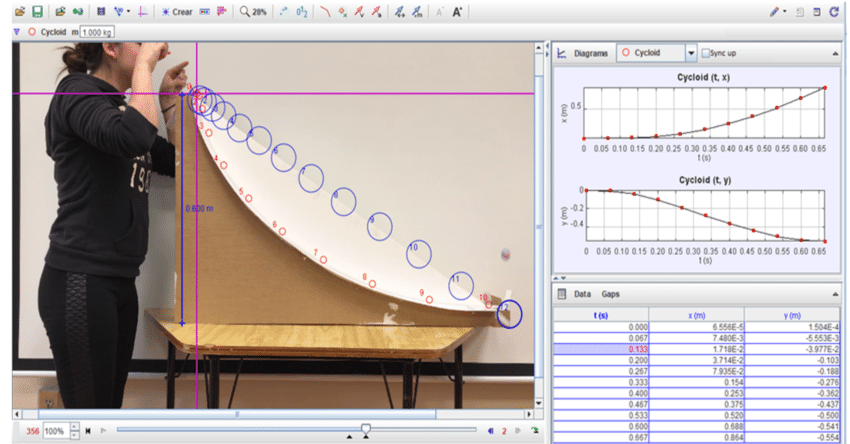 Crear 28%
Cycloid m 1.000 kg
Diagrams Cycloid Sync up
Cycloid (t, x)
x (m)
0.5
0 0.05 0.10 0.15 0.20 0.25 0.30 0.35 0.40 0.45 0.50 0.55 0.60 0.65
t (s)
Cycloid (t, y)
y (m)
0
-0.2
-0.4
0 0.05 0.10 0.15 0.20 0.25 0.30 0.35 0.40 0.45 0.50 0.55 0.60 0.65
t (s)
0.600 m
3
4
5
6
7
8
9
10
5
6
7
8
9
10
11
12
Data Gaps
t (s) x (m) y (m)
0.000 6.556E-5 1.504E-4
0.067 7.480E-3 -5.553E-3
0.133 1.718E-2 -3.977E-2
0.200 3.714E-2 -0.103
0.267 7.935E-2 -0.188
0.333 0.154 -0.276
0.400 0.253 -0.362
0.467 0.375 -0.437
0.533 0.520 -0.500
0.600 0.688 -0.541
0.667 0.864 -0.554
356 100% 2